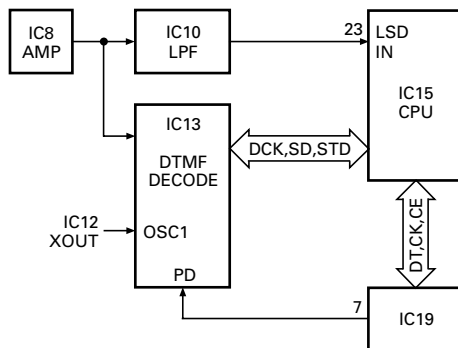 IC8
AMP
IC10
LPF
23
LSD
IN
IC15
CPU
IC13
DTMF
DECODE
DCK,SD,STD
IC12
XOUT
OSC1
PD
DT,CK,CE
7
IC19